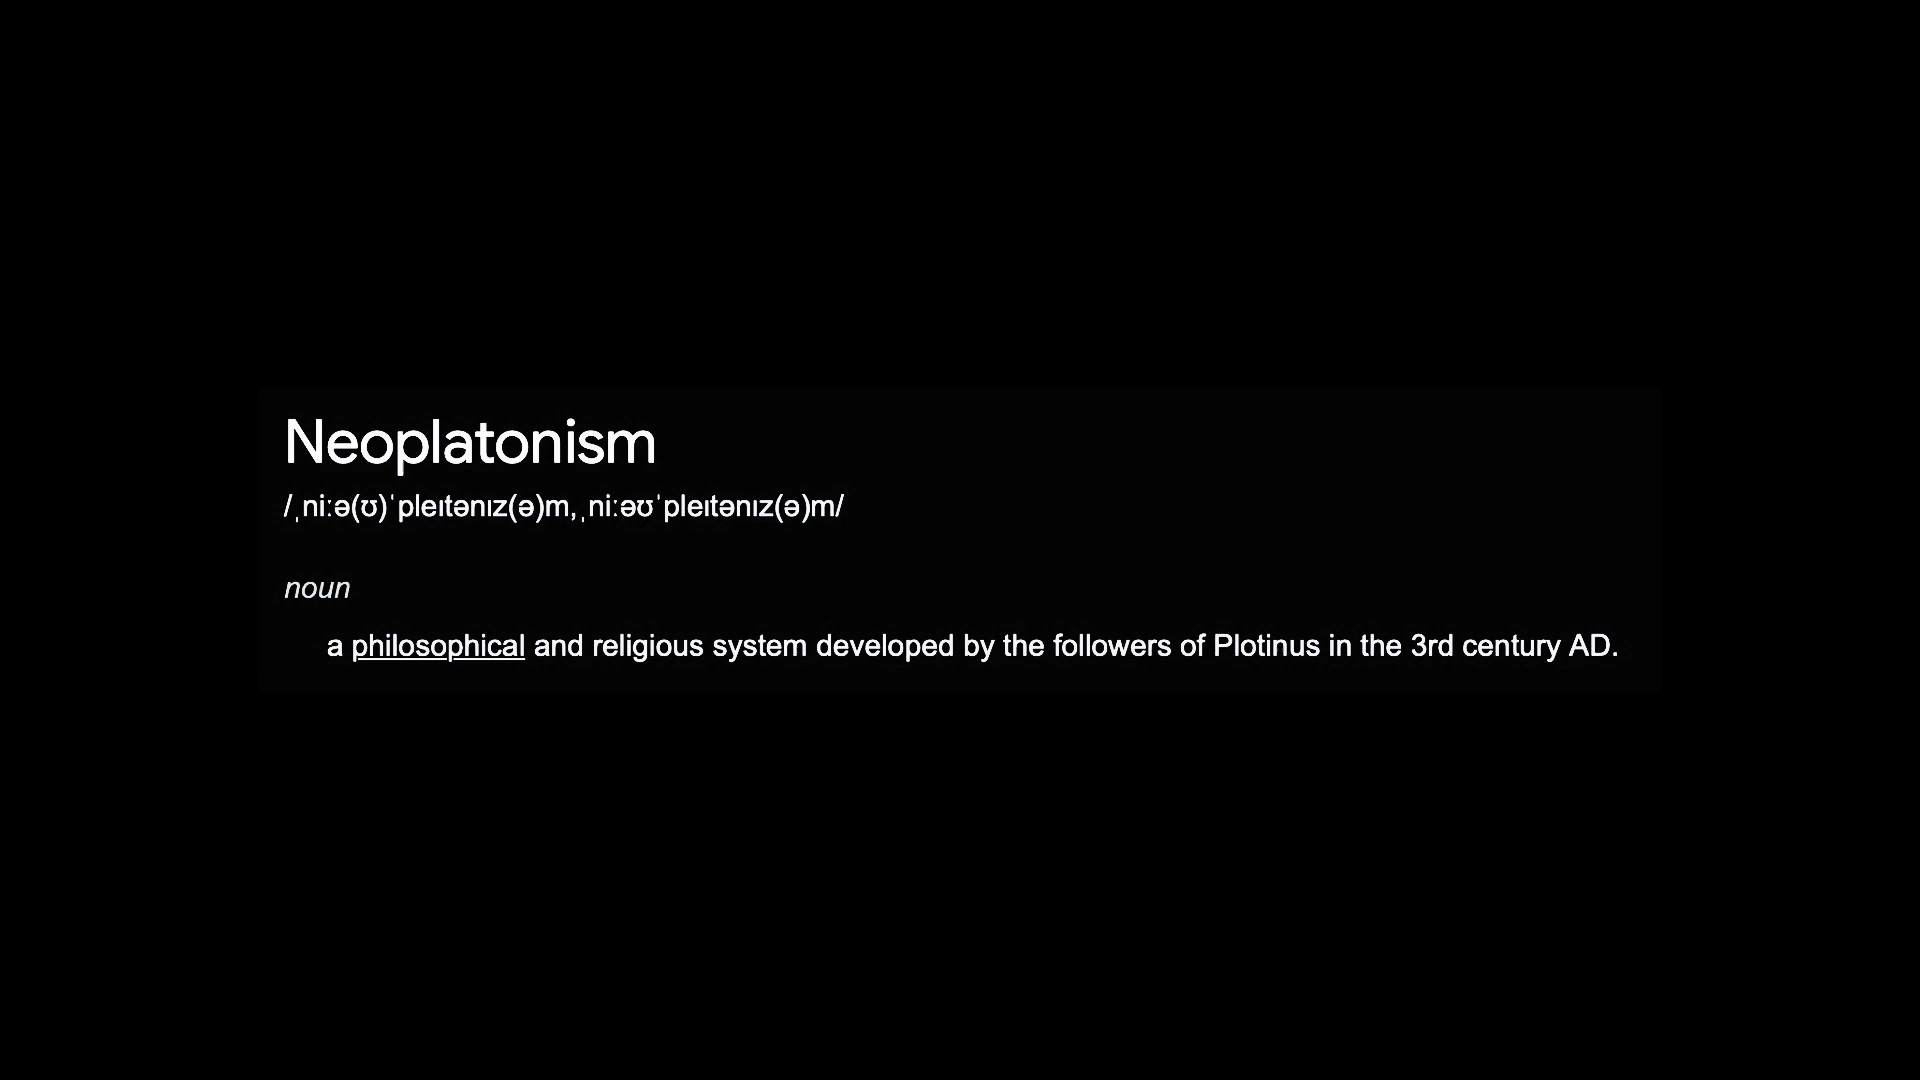 Neoplatonism
/ˌniːə(ʊ)ˈpleɪtənɪz(ə)m,ˌniːəʊˈpleɪtənɪz(ə)m/
noun
a philosophical and religious system developed by the followers of Plotinus in the 3rd century AD.